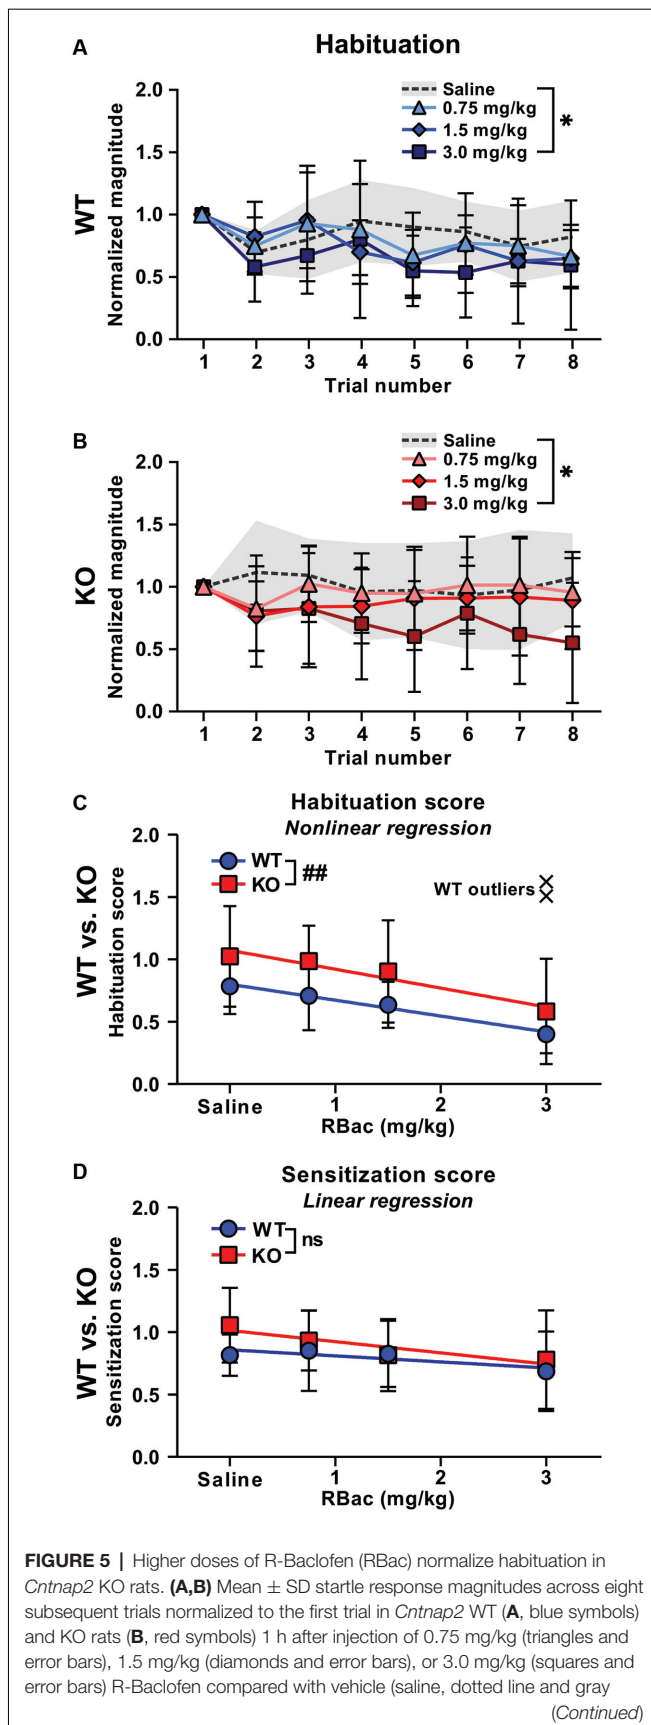 A
Habituation
WT
Normalized magnitude
2.0
1.5
1.0
0.5
0.0
Saline
0.75 mg/kg
1.5 mg/kg
3.0 mg/kg
*
1 2 3 4 5 6 7 8
Trial number
B
KO
Normalized magnitude
2.0
1.5
1.0
0.5
0.0
Saline
0.75 mg/kg
1.5 mg/kg
3.0 mg/kg
*
1 2 3 4 5 6 7 8
Trial number
C
Habituation score
Nonlinear regression
WT vs. KO
Habituation score
2.0
1.5
1.0
0.5
0.0
WT
KO
##
WT outliers
Saline 1 2 3
RBac (mg/kg)
D
Sensitization score
Linear regression
WT vs. KO
Sensitization score
2.0
1.5
1.0
0.5
0.0
WT
KO
ns
Saline 1 2 3
RBac (mg/kg)
FIGURE 5 | Higher doses of R-Baclofen (RBac) normalize habituation in
Cntnap2 KO rats. (A,B) Mean ± SD startle response magnitudes across eight
subsequent trials normalized to the first trial in Cntnap2 WT (A, blue symbols)
and KO rats (B, red symbols) 1 h after injection of 0.75 mg/kg (triangles and
error bars), 1.5 mg/kg (diamonds and error bars), or 3.0 mg/kg (squares and
error bars) R-Baclofen compared with vehicle (saline, dotted line and gray
(Continued)